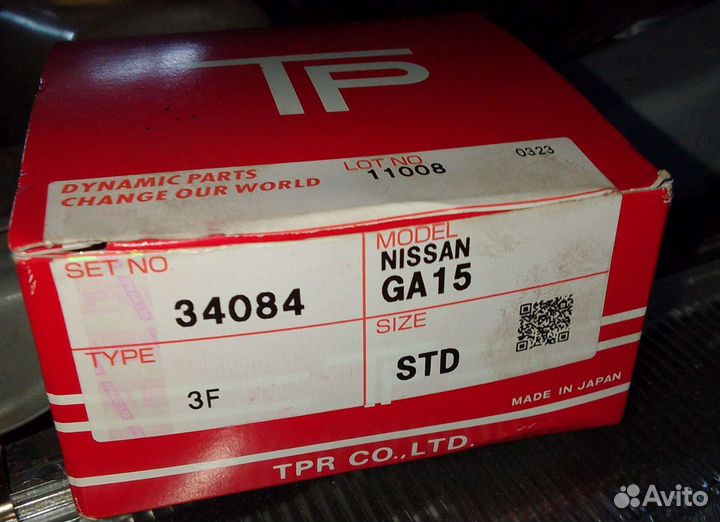 TP
DYNAMIC PARTS
CHANGE OUR WORLD
LOT NO
11008
0323
SET NO
34084
MODEL
NISSAN
GA15
TYPE
3F
SIZE
STD
MADE IN JAPAN
TPR CO.,LTD.
Avito